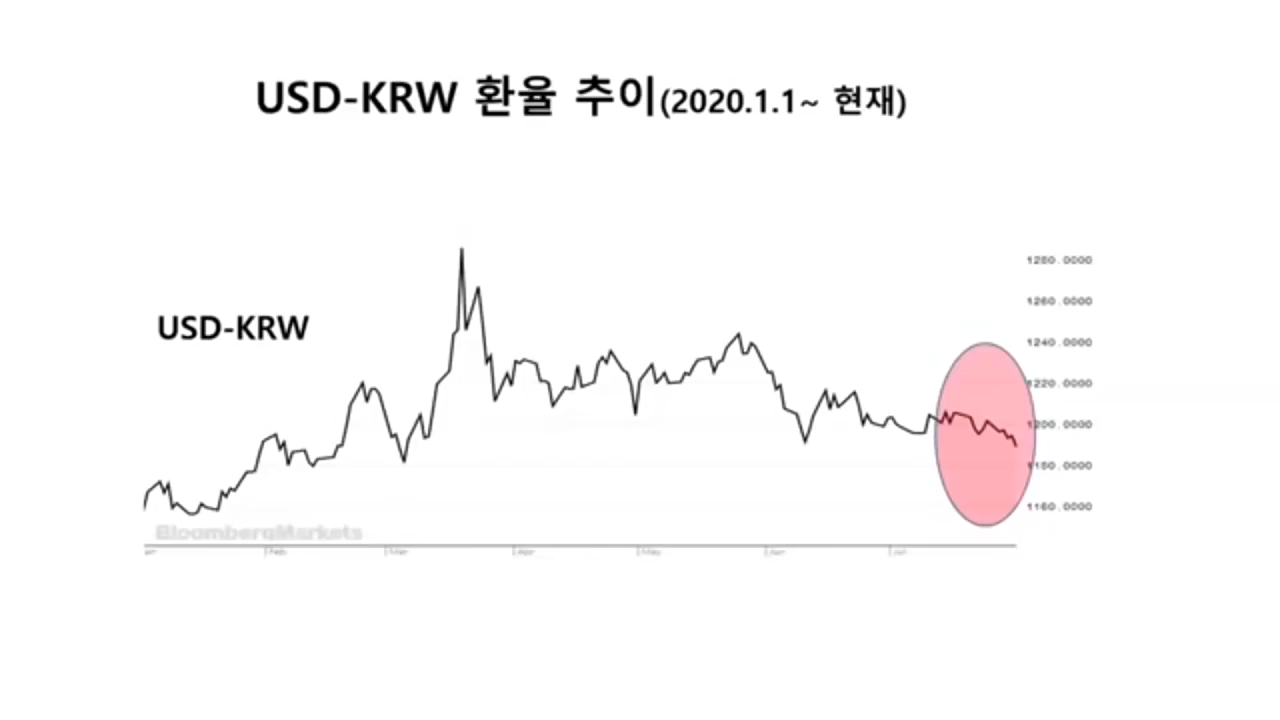 USD-KRW 환율 추이(2020.1.1~ 현재)
1280.0000
1260.0000
USD-KRW
1240.0000
1220.0000
1200.0000
1180.0000
1160.0000
BloombergMarkets
Feb Mar Apr May Jun Jul